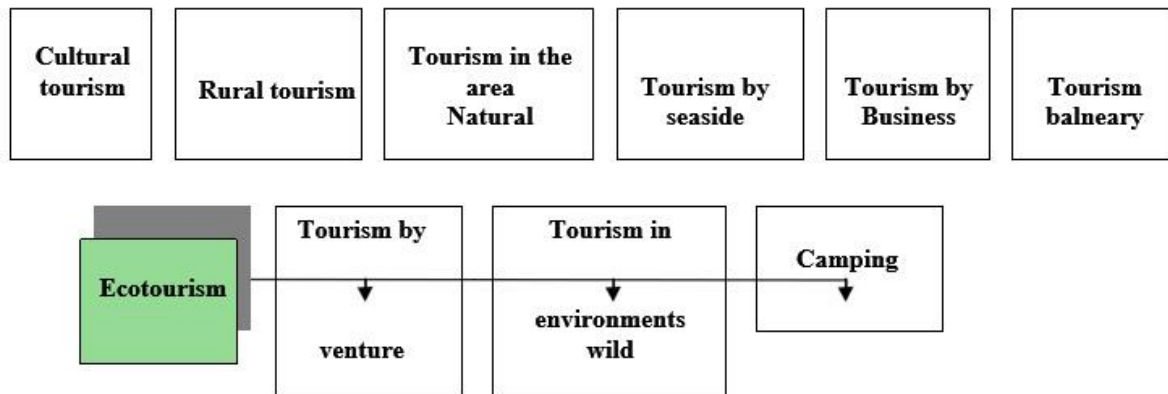 Cultural
tourism
Rural tourism
Tourism in the
area
Natural
Tourism by
seaside
Tourism by
Business
Tourism
balneary
Ecotourism
Tourism by
venture
Tourism in
environments
wild
Camping